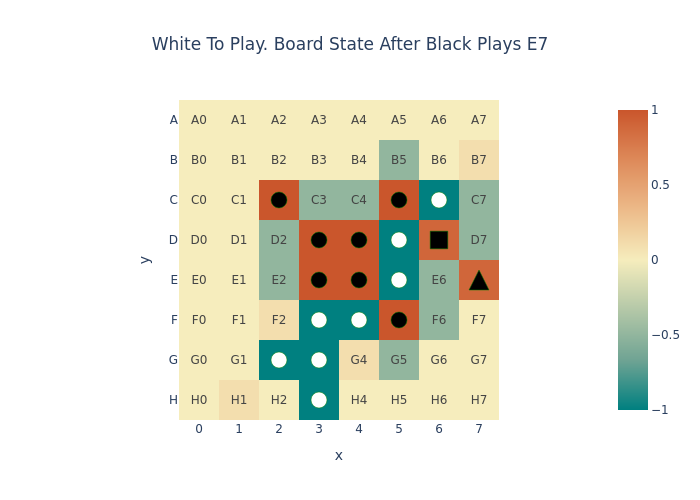 White To Play. Board State After Black Plays E7
A A0 A1 A2 A3 A4 A5 A6 A7
B B0 B1 B2 B3 B4 B5 B6 B7
C C0 C1 C3 C4 C7
D D0 D1 D2 D7
E E0 E1 E2 E6
F F0 F1 F2 F6 F7
G G0 G1 G4 G5 G6 G7
H H0 H1 H2 H4 H5 H6 H7
0 1 2 3 4 5 6 7
x
y
1
0.5
0
−0.5
−1